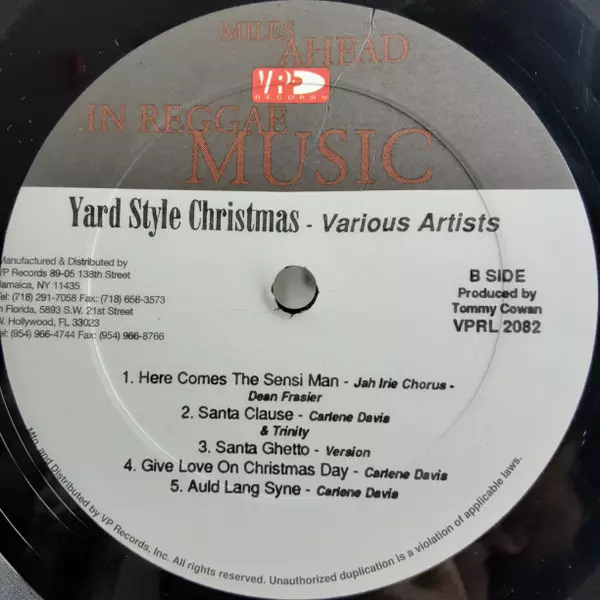 MILES
AHEAD
VP
RECORDS
IN REGGAE
MUSIC
Yard Style Christmas - Various Artists
Manufactured & Distributed by
VP Records 89-05 138th Street
Jamaica, NY 11435
Tel: (718) 291-7058 Fax: (718) 658-3573
In Florida, 5893 S.W. 21st Street
W. Hollywood, FL 33023
Tel: (954) 966-4744 Fax: (954) 966-8766
B SIDE
Produced by
Tommy Cowan
VPRL 2082
1. Here Comes The Sensi Man - Jah Irie Chorus -
Dean Frasier
2. Santa Clause - Carlene Davis
& Trinity
3. Santa Ghetto - Version
4. Give Love On Christmas Day - Carlene Davis
5. Auld Lang Syne - Carlene Davis
Mfg. and Distributed by VP Records, Inc. All rights reserved. Unauthorized duplication is a violation of applicable laws.